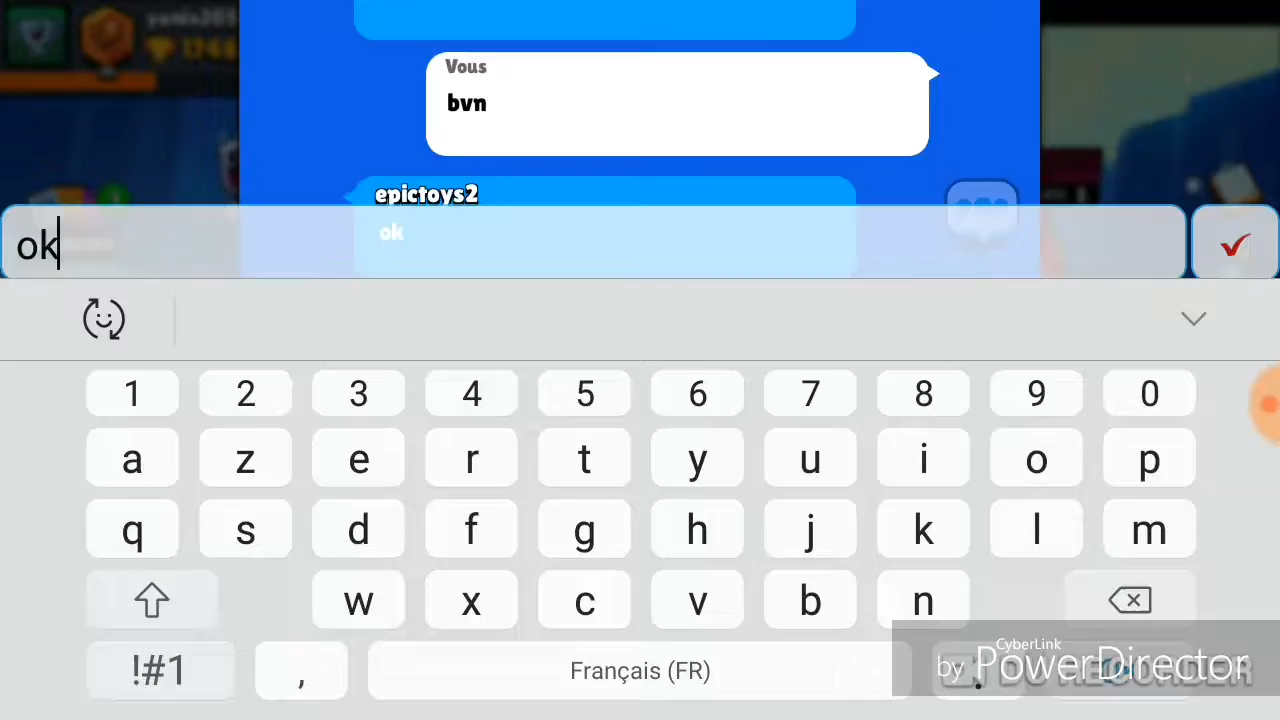 Vous
bvn
epictoys2
ok
ok
1 2 3 4 5 6 7 8 9 0
a z e r t y u i o p
q s d f g h j k l m
w x c v b n
!#1 , Français (FR)
CyberLink
by PowerDirector